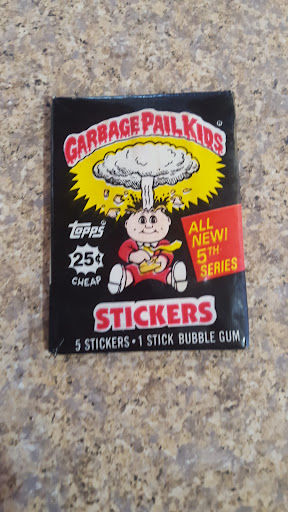 GARBAGE PAIL KIDS®
Topps®
25¢
CHEAP
ALL
NEW!
5TH
SERIES
STICKERS
5 STICKERS • 1 STICK BUBBLE GUM